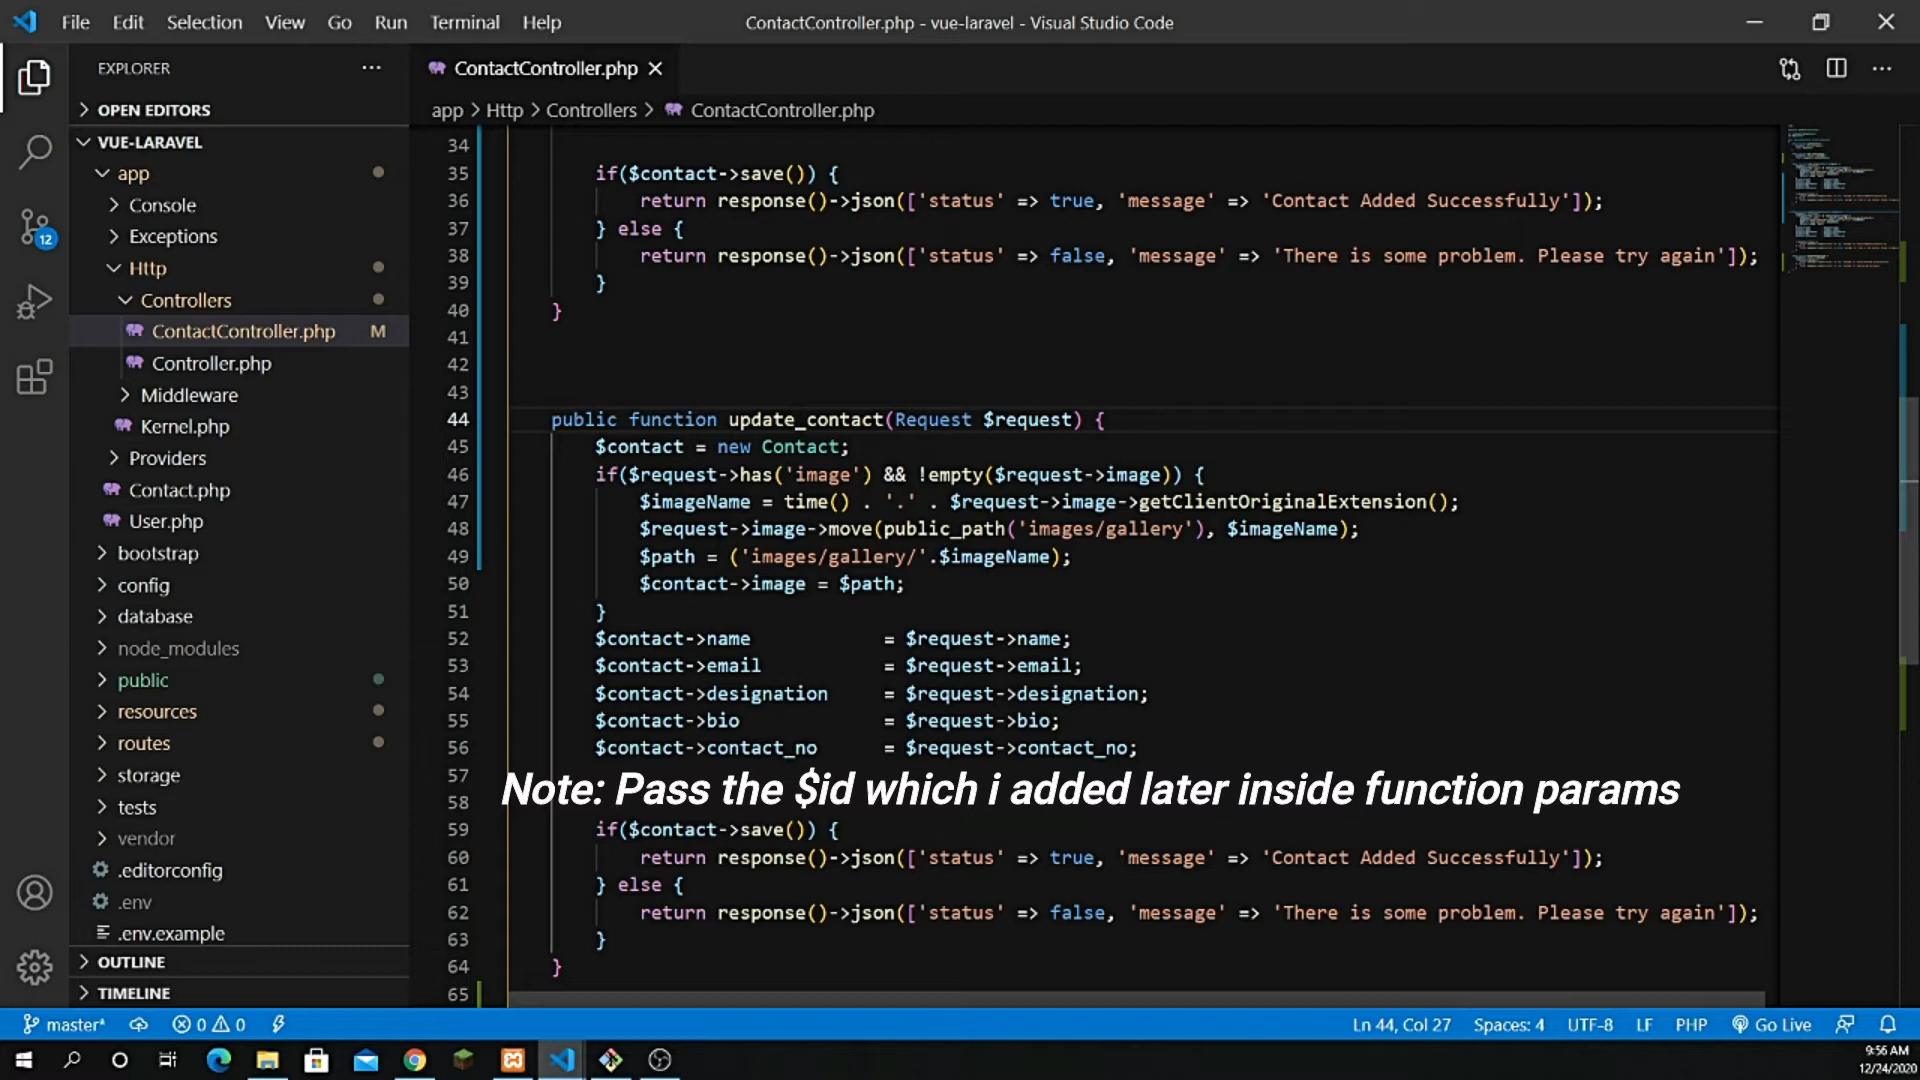 File Edit Selection View Go Run Terminal Help
ContactController.php - vue-laravel - Visual Studio Code
EXPLORER
ContactController.php
OPEN EDITORS
app > Http > Controllers > ContactController.php
VUE-LARAVEL
app
Console
Exceptions
Http
Controllers
ContactController.php M
Controller.php
Middleware
Kernel.php
Providers
Contact.php
User.php
bootstrap
config
database
node_modules
public
resources
routes
storage
tests
vendor
.editorconfig
.env
.env.example
OUTLINE
TIMELINE
34
35 if($contact->save()) {
36 return response()->json(['status' => true, 'message' => 'Contact Added Successfully']);
37 } else {
38 return response()->json(['status' => false, 'message' => 'There is some problem. Please try again']);
39 }
40 }
41
42
43
44 public function update_contact(Request $request) {
45 $contact = new Contact;
46 if($request->has('image') && !empty($request->image)) {
47 $imageName = time() . '.' . $request->image->getClientOriginalExtension();
48 $request->image->move(public_path('images/gallery'), $imageName);
49 $path = ('images/gallery/'.$imageName);
50 $contact->image = $path;
51 }
52 $contact->name = $request->name;
53 $contact->email = $request->email;
54 $contact->designation = $request->designation;
55 $contact->bio = $request->bio;
56 $contact->contact_no = $request->contact_no;
57
Note: Pass the $id which i added later inside function params
58
59 if($contact->save()) {
60 return response()->json(['status' => true, 'message' => 'Contact Added Successfully']);
61 } else {
62 return response()->json(['status' => false, 'message' => 'There is some problem. Please try again']);
63 }
64 }
65
12
master* 0 0 Ln 44, Col 27 Spaces: 4 UTF-8 LF PHP Go Live
9:56 AM
12/24/2020